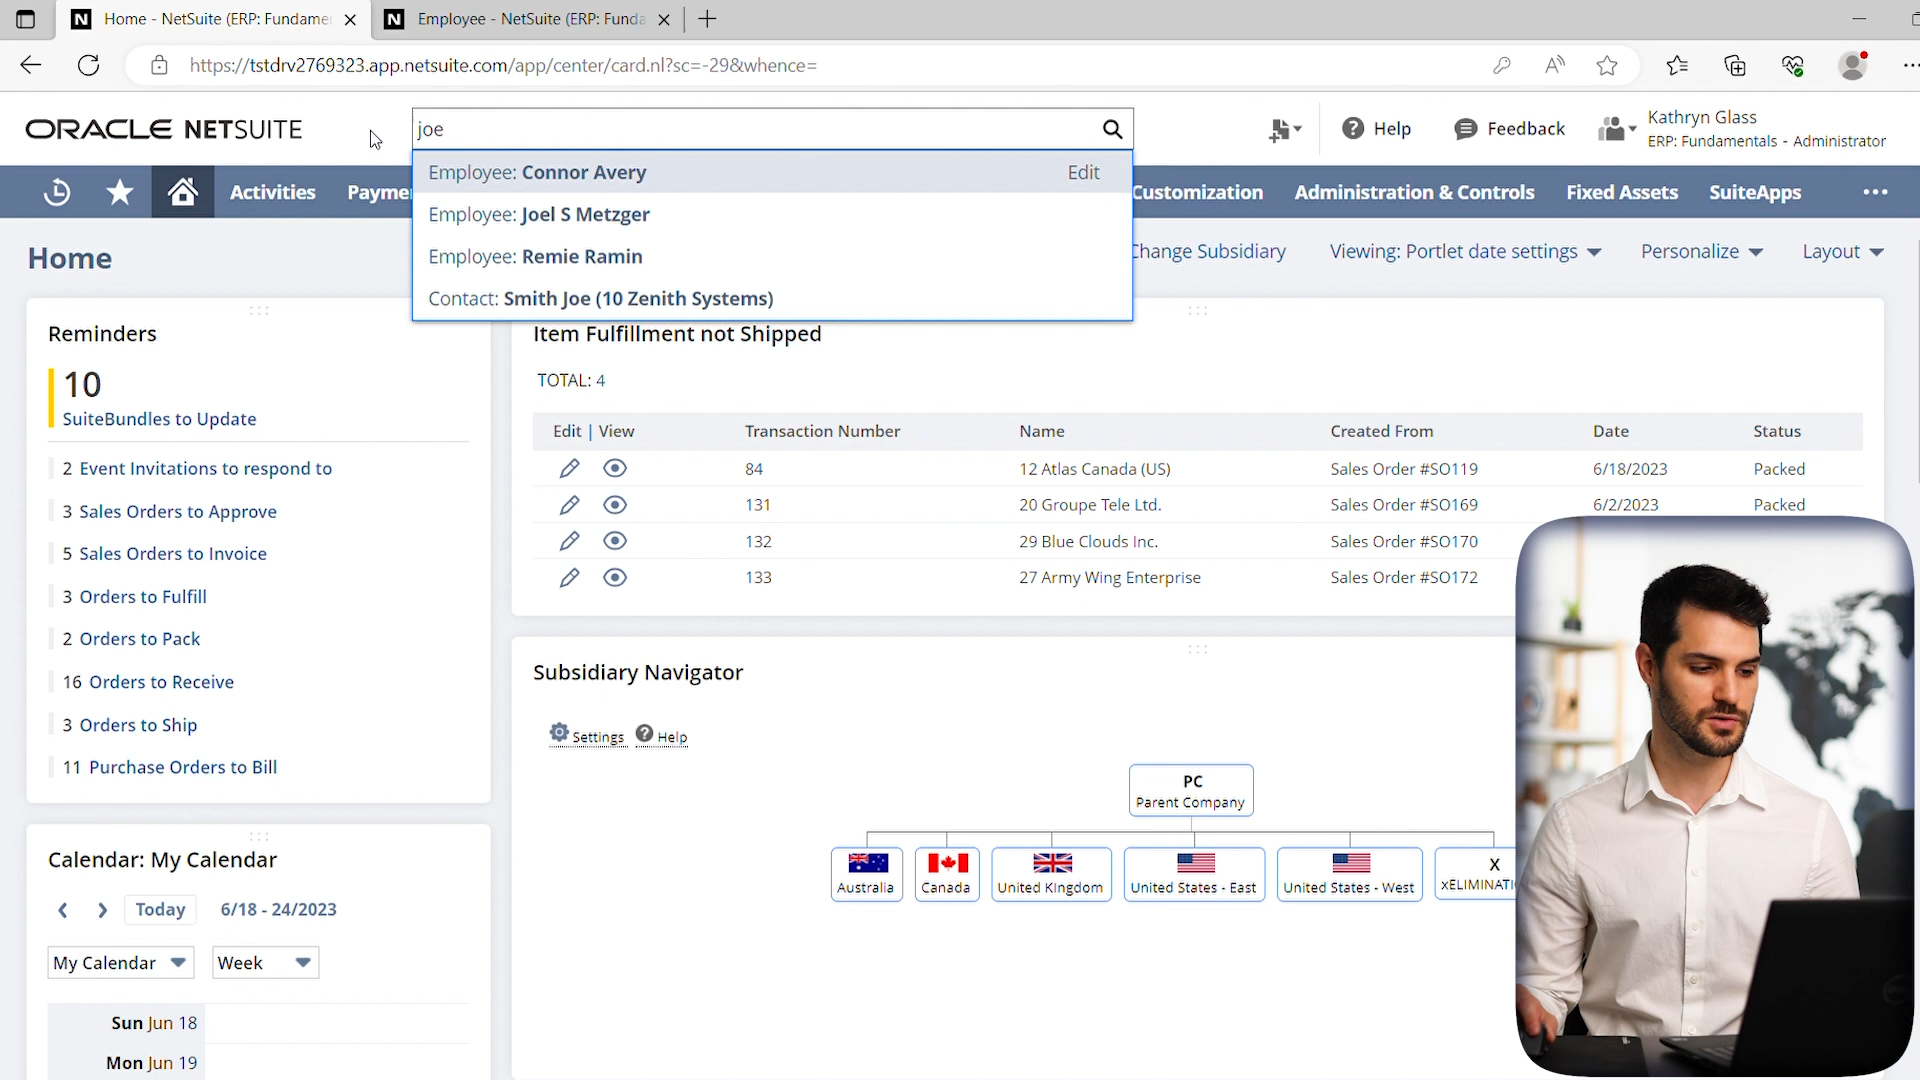 Home - NetSuite (ERP: Fundame
Employee - NetSuite (ERP: Funda
https://tstdrv2769323.app.netsuite.com/app/center/card.nl?sc=-29&whence=
ORACLE NETSUITE
joe
Help
Feedback
Kathryn Glass
ERP: Fundamentals - Administrator
Employee: Connor Avery Edit
Employee: Joel S Metzger
Employee: Remie Ramin
Contact: Smith Joe (10 Zenith Systems)
Activities
Payme
Customization
Administration & Controls
Fixed Assets
SuiteApps
Home
Change Subsidiary
Viewing: Portlet date settings
Personalize
Layout
Reminders
10
SuiteBundles to Update
2 Event Invitations to respond to
3 Sales Orders to Approve
5 Sales Orders to Invoice
3 Orders to Fulfill
2 Orders to Pack
16 Orders to Receive
3 Orders to Ship
11 Purchase Orders to Bill
Item Fulfillment not Shipped
TOTAL: 4
Edit | View Transaction Number Name Created From Date Status
84 12 Atlas Canada (US) Sales Order #SO119 6/18/2023 Packed
131 20 Groupe Tele Ltd. Sales Order #SO169 6/2/2023 Packed
132 29 Blue Clouds Inc. Sales Order #SO170
133 27 Army Wing Enterprise Sales Order #SO172
Subsidiary Navigator
Settings Help
PC
Parent Company
Australia
Canada
United KIngdom
United States - East
United States - West
X
xELIMINATI
Calendar: My Calendar
Today
6/18 - 24/2023
My Calendar
Week
Sun Jun 18
Mon Jun 19